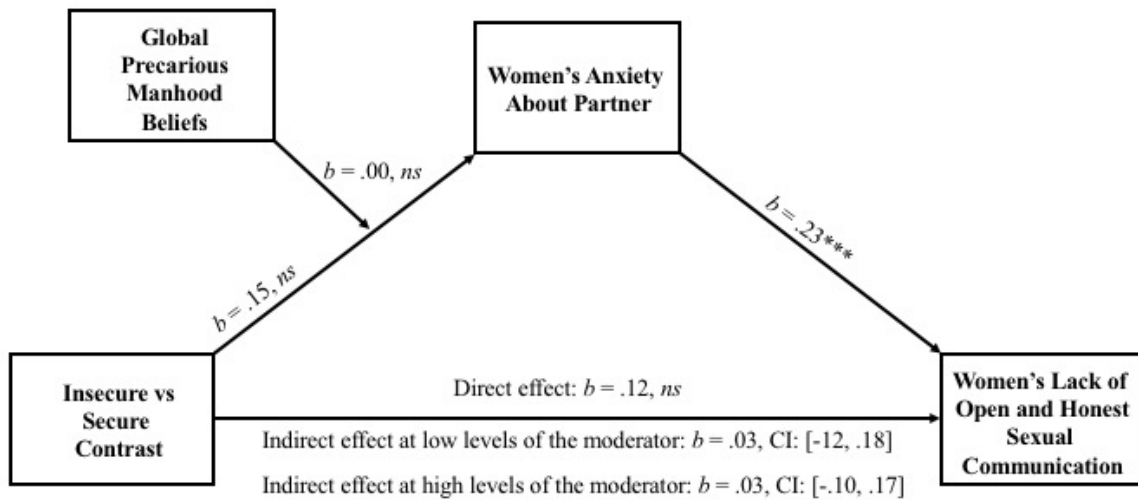 Global
Precarious
Manhood
Beliefs
Women's Anxiety
About Partner
b = .00, ns
b = .23***
b = .15, ns
Insecure vs
Secure
Contrast
Direct effect: b = .12, ns
Indirect effect at low levels of the moderator: b = .03, CI: [-12, .18]
Indirect effect at high levels of the moderator: b = .03, CI: [-.10, .17]
Women's Lack of
Open and Honest
Sexual
Communication